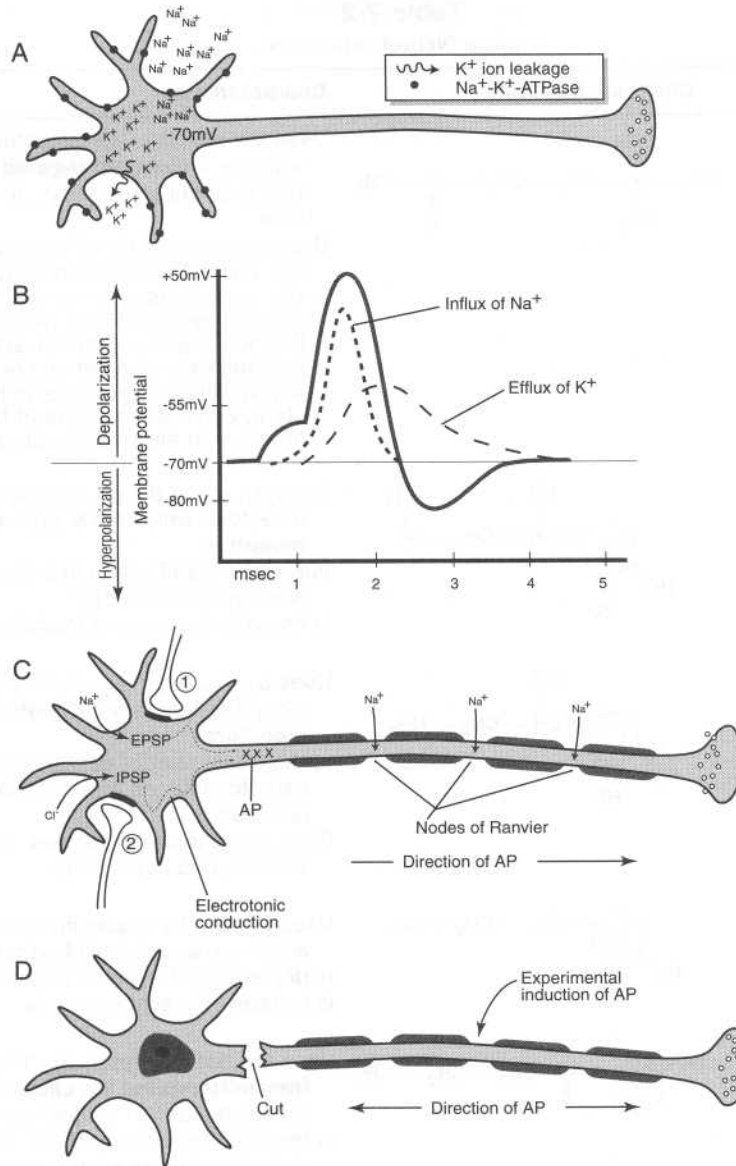 A
Na⁺
Na⁺ Na⁺
Na⁺ Na⁺
Na⁺ Na⁺
Na⁺
K⁺ ion leakage
Na⁺-K⁺-ATPase
K⁺ K⁺ Na⁺
K⁺ K⁺ Na⁺Na⁺
K⁺ K⁺ K⁺
-70mV
K⁺ K⁺
K⁺ K⁺
K⁺ K⁺
K⁺
B
Depolarization
Hyperpolarization
Membrane potential
+50mV
-55mV
-70mV
-80mV
Influx of Na⁺
Efflux of K⁺
msec 1 2 3 4 5
C
1
Na⁺
EPSP
IPSP
Cl⁻
2
XXX
AP
Na⁺ Na⁺ Na⁺
Nodes of Ranvier
Direction of AP
Electrotonic
conduction
D
Experimental
induction of AP
Cut
Direction of AP